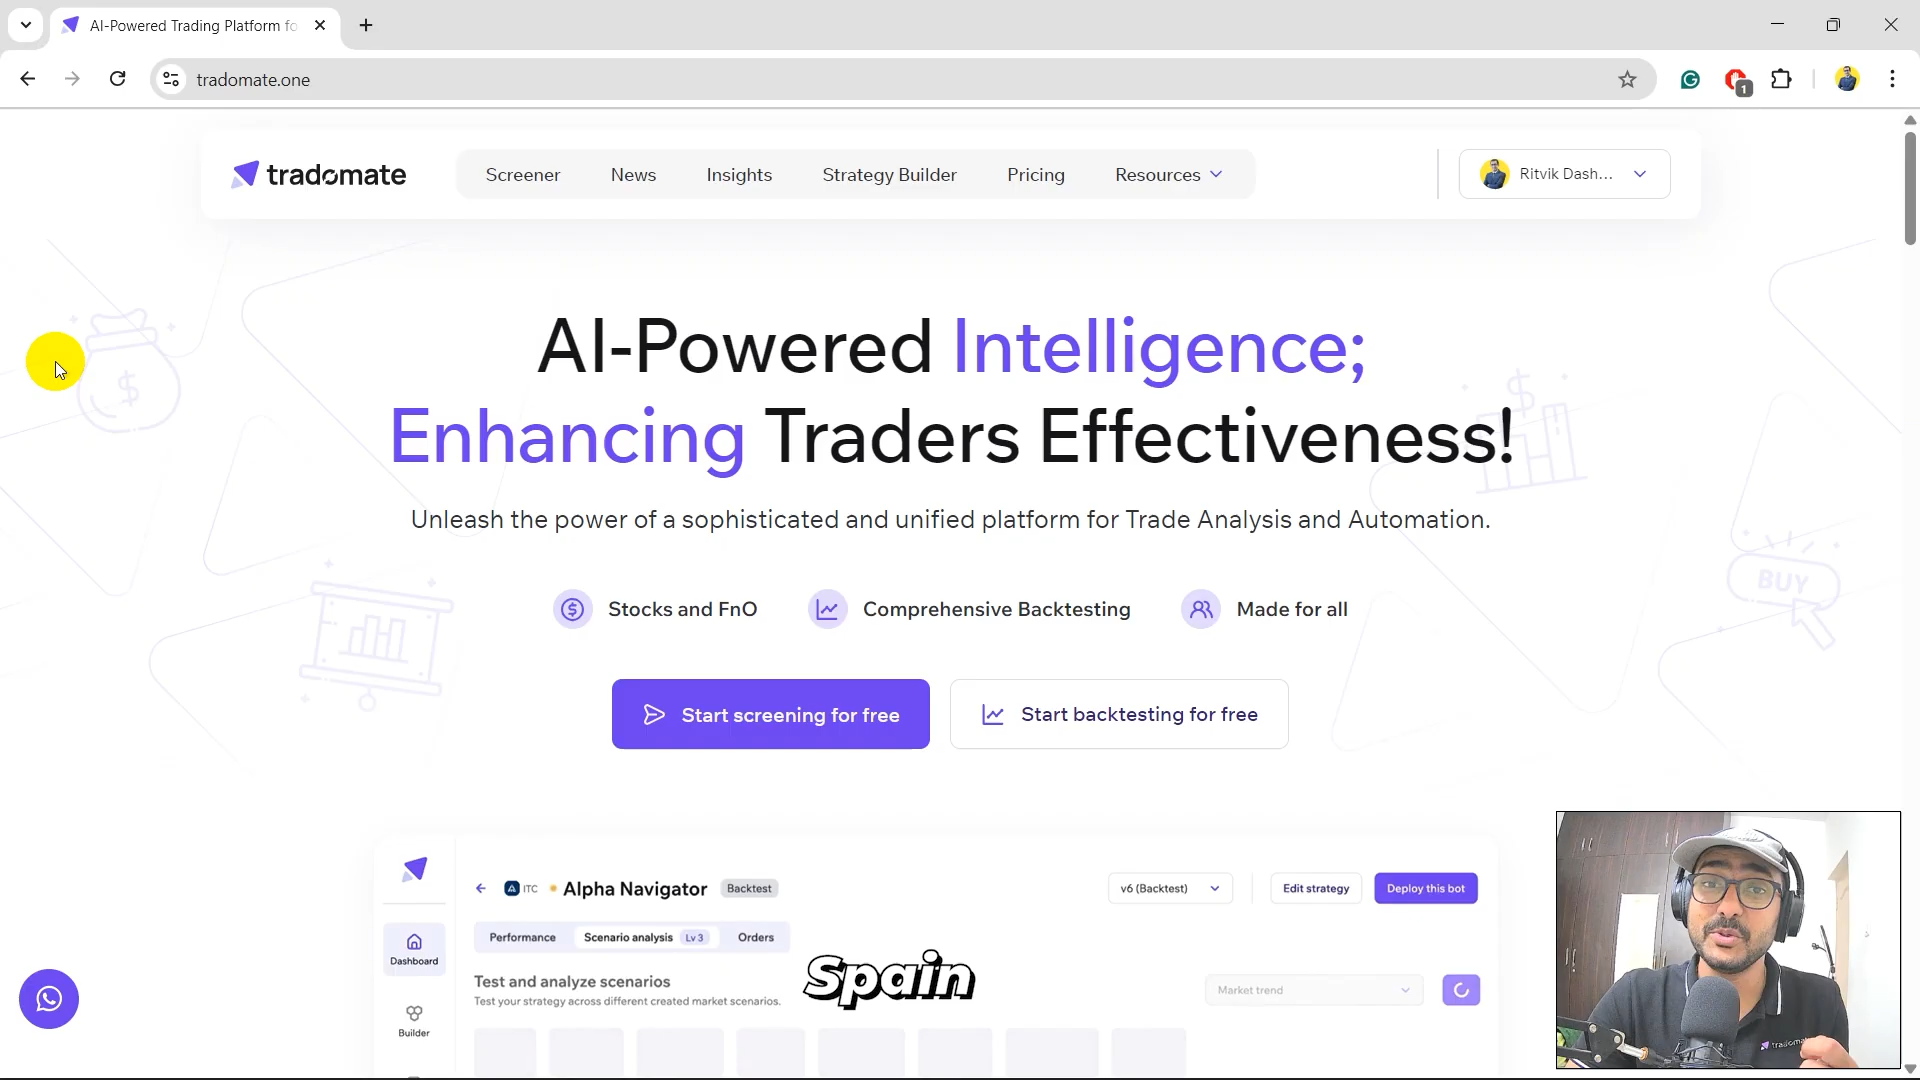 AI-Powered Trading Platform fo
tradomate.one
1
tradomate
Screener
News
Insights
Strategy Builder
Pricing
Resources
Ritvik Dash...
AI-Powered Intelligence;
Enhancing Traders Effectiveness!
Unleash the power of a sophisticated and unified platform for Trade Analysis and Automation.
Stocks and FnO
Comprehensive Backtesting
Made for all
BUY
Start screening for free
Start backtesting for free
ITC
Alpha Navigator
Backtest
v6 (Backtest)
Edit strategy
Deploy this bot
Performance
Scenario analysis
Lv 3
Orders
Dashboard
Test and analyze scenarios
Test your strategy across different created market scenarios.
Spain
Market trend
Builder